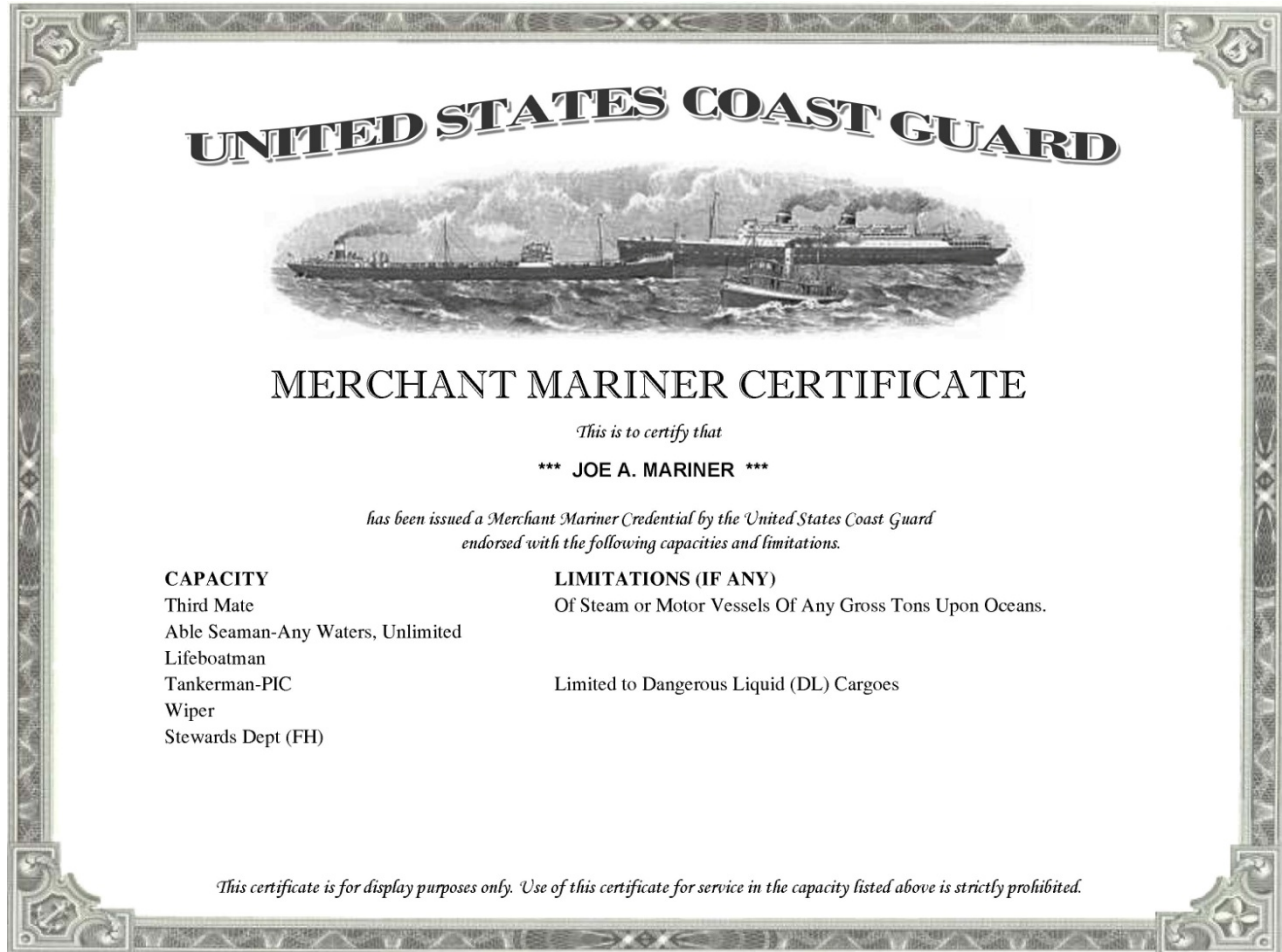 UNITED STATES COAST GUARD
MERCHANT MARINER CERTIFICATE
This is to certify that
*** JOE A. MARINER ***
has been issued a Merchant Mariner Credential by the United States Coast Guard
endorsed with the following capacities and limitations.
CAPACITY LIMITATIONS (IF ANY)
Third Mate Of Steam or Motor Vessels Of Any Gross Tons Upon Oceans.
Able Seaman-Any Waters, Unlimited
Lifeboatman
Tankerman-PIC Limited to Dangerous Liquid (DL) Cargoes
Wiper
Stewards Dept (FH)
This certificate is for display purposes only. Use of this certificate for service in the capacity listed above is strictly prohibited.